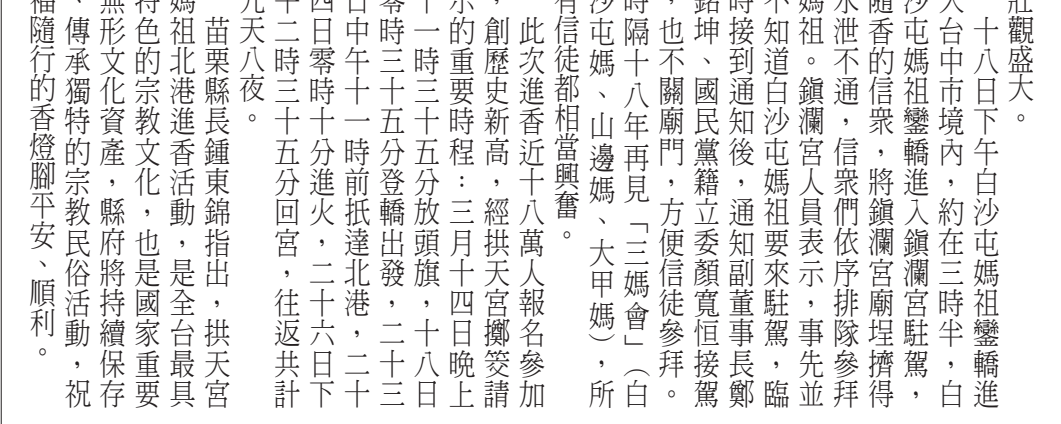 壯觀盛大。
十八日下午白沙屯媽祖鑾轎進
入台中市境內，約在三時半，白
沙屯媽祖鑾轎進入鎮瀾宮駐駕，
隨香的信衆，將鎮瀾宮廟埕擠得
水泄不通，信衆們依序排隊參拜
媽祖。鎮瀾宮人員表示，事先並
不知道白沙屯媽祖要來駐駕，臨
時接到通知後，通知副董事長鄭
銘坤、國民黨籍立委顏寬恒接駕
，也不關廟門，方便信徒參拜。
時隔十八年再見「三媽會」（白
沙屯媽、山邊媽、大甲媽），所
有信徒都相當興奮。
此次進香近十八萬人報名參加
，創歷史新高，經拱天宮擲筊請
示的重要時程：三月十四日晚上
十一時三十五分放頭旗，十八日
零時三十五分登轎出發，二十三
日中午十一時前抵達北港，二十
四日零時十分進火，二十六日下
午二時三十五分回宮，往返共計
九天八夜。
苗栗縣長鍾東錦指出，拱天宮
媽祖北港進香活動，是全台最具
特色的宗教文化，也是國家重要
無形文化資產，縣府將持續保存
、傳承獨特的宗教民俗活動，祝
福隨行的香燈腳平安、順利。